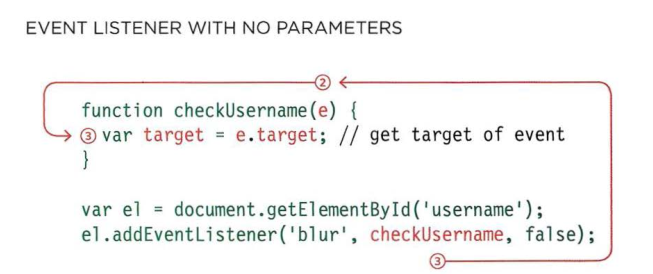 EVENT LISTENER WITH NO PARAMETERS
②
function checkUsername(e) {
③ var target = e.target; // get target of event
}
var el = document.getElementById('username');
el.addEventListener('blur', checkUsername, false);
③